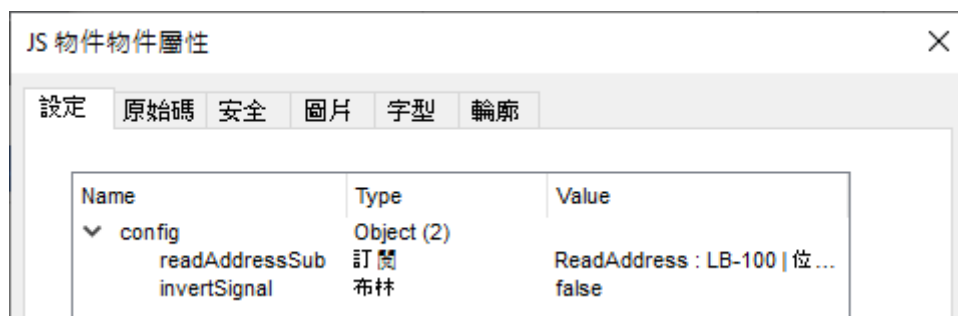 JS 物件物件屬性
設定 原始碼 安全 圖片 字型 輪廓
Name Type Value
config Object (2)
readAddressSub 訂閱 ReadAddress : LB-100 | 位...
invertSignal 布林 false